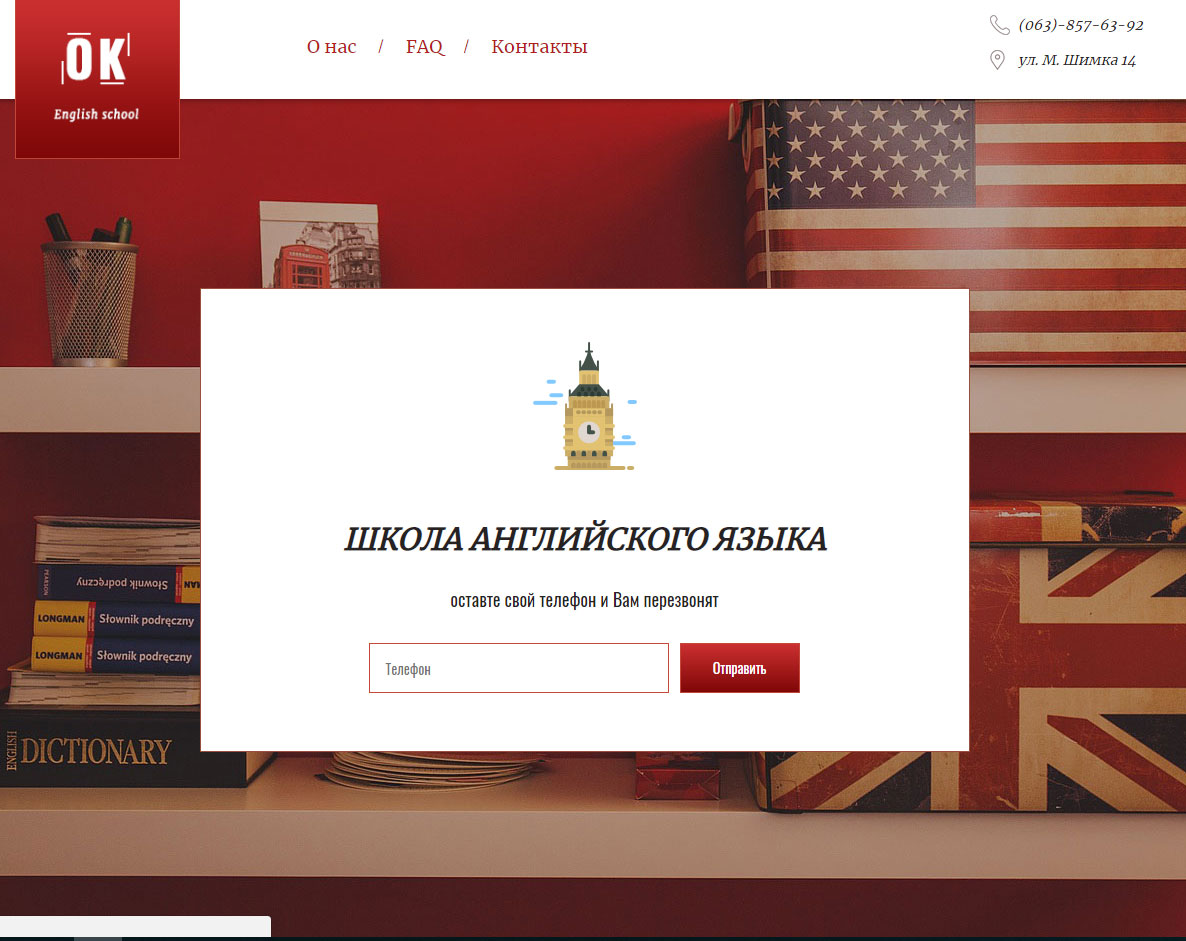 OK
English school
О нас / FAQ / Контакты
(063)-857-63-92
ул. М. Шимка 14
ШКОЛА АНГЛИЙСКОГО ЯЗЫКА
оставте свой телефон и Вам перезвонят
Телефон
Отправить
PEARSON
Słownik podręczny
LONGMAN Słownik podręczny
LONGMAN Słownik podręczny
ENGLISH DICTIONARY